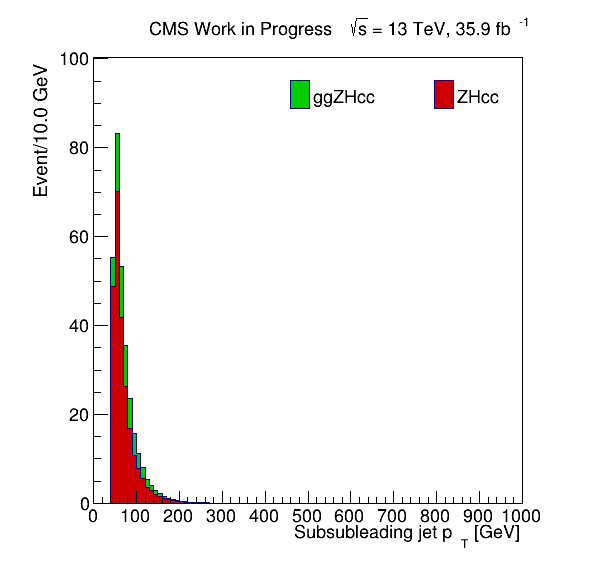 CMS Work in Progress √s = 13 TeV, 35.9 fb -1
Event/10.0 GeV
ggZHcc ZHcc
100
80
60
40
20
0
0 100 200 300 400 500 600 700 800 900 1000
Subsubleading jet p T [GeV]